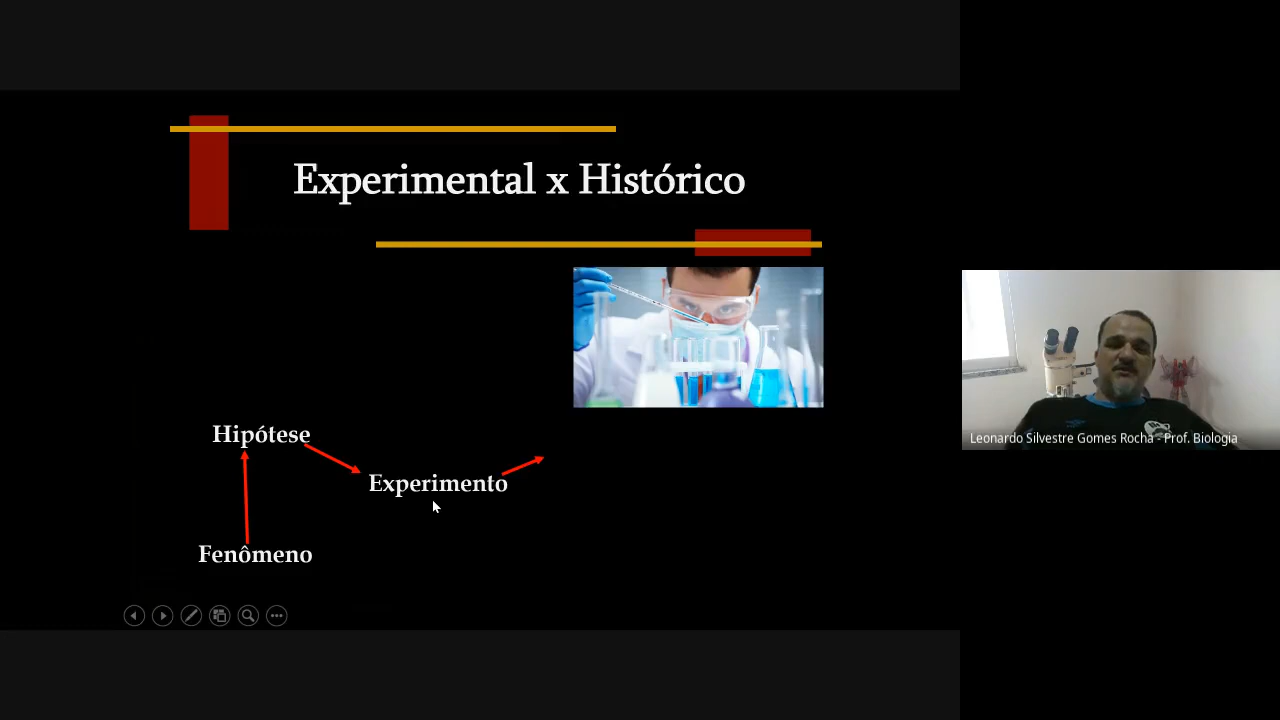 Experimental x Histórico
Hipótese
Experimento
Fenômeno
Leonardo Silvestre Gomes Rocha - Prof. Biologia